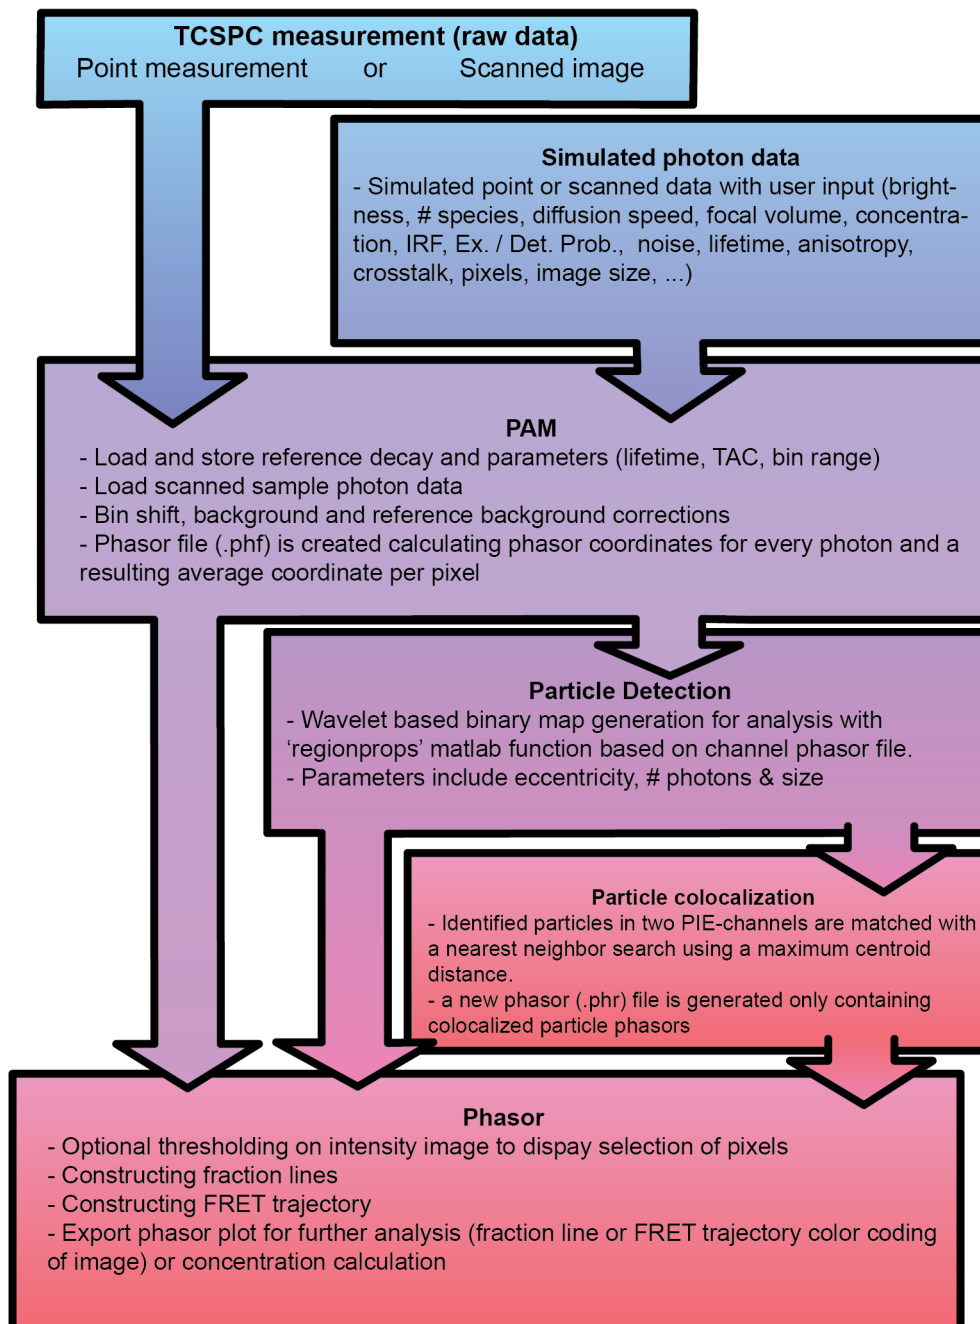 TCSPC measurement (raw data)
Point measurement or Scanned image
Simulated photon data
- Simulated point or scanned data with user input (bright-
ness, # species, diffusion speed, focal volume, concentra-
tion, IRF, Ex. / Det. Prob., noise, lifetime, anisotropy,
crosstalk, pixels, image size, ...)
PAM
- Load and store reference decay and parameters (lifetime, TAC, bin range)
- Load scanned sample photon data
- Bin shift, background and reference background corrections
- Phasor file (.phf) is created calculating phasor coordinates for every photon and a
resulting average coordinate per pixel
Particle Detection
- Wavelet based binary map generation for analysis with
‘regionprops’ matlab function based on channel phasor file.
- Parameters include eccentricity, # photons & size
Particle colocalization
- Identified particles in two PIE-channels are matched with
a nearest neighbor search using a maximum centroid
distance.
- a new phasor (.phr) file is generated only containing
colocalized particle phasors
Phasor
- Optional thresholding on intensity image to dispay selection of pixels
- Constructing fraction lines
- Constructing FRET trajectory
- Export phasor plot for further analysis (fraction line or FRET trajectory color coding
of image) or concentration calculation